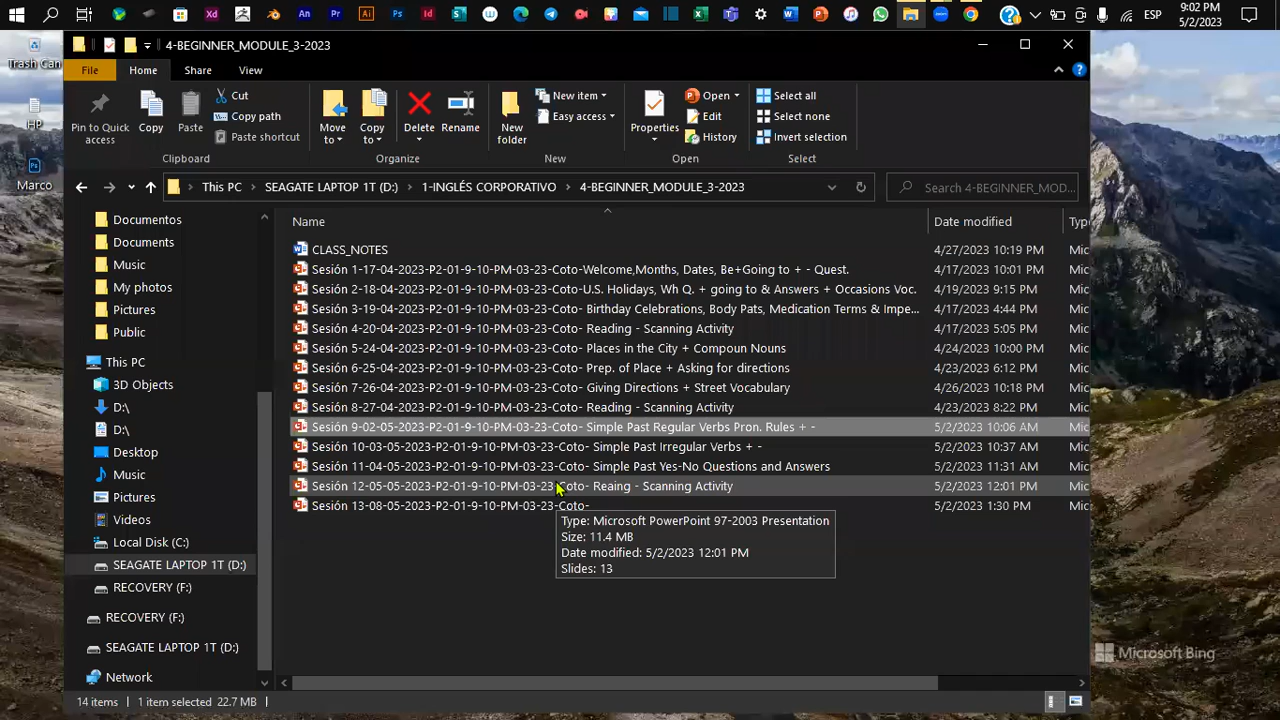 Xd
An
Pr
Ai
Ps
Id
ESP
9:02 PM
5/2/2023
4-BEGINNER_MODULE_3-2023
File
Home
Share
View
Pin to Quick access
Copy
Paste
Cut
Copy path
Paste shortcut
Move to
Copy to
Delete
Rename
New folder
New item
Easy access
Properties
Open
Edit
History
Select all
Select none
Invert selection
Clipboard
Organize
New
Open
Select
This PC > SEAGATE LAPTOP 1T (D:) > 1-INGLÉS CORPORATIVO > 4-BEGINNER_MODULE_3-2023
Search 4-BEGINNER_MOD...
Trash Can
HP
Marco
Documentos
Documents
Music
My photos
Pictures
Public
This PC
3D Objects
D:\
D:\
Desktop
Music
Pictures
Videos
Local Disk (C:)
SEAGATE LAPTOP 1T (D:)
RECOVERY (F:)
RECOVERY (F:)
SEAGATE LAPTOP 1T (D:)
Network
Name Date modified Typ
CLASS_NOTES 4/27/2023 10:19 PM Mic
Sesión 1-17-04-2023-P2-01-9-10-PM-03-23-Coto-Welcome,Months, Dates, Be+Going to + - Quest. 4/17/2023 10:01 PM Mic
Sesión 2-18-04-2023-P2-01-9-10-PM-03-23-Coto-U.S. Holidays, Wh Q. + going to & Answers + Occasions Voc. 4/19/2023 9:15 PM Mic
Sesión 3-19-04-2023-P2-01-9-10-PM-03-23-Coto- Birthday Celebrations, Body Pats, Medication Terms & Impe... 4/17/2023 4:44 PM Mic
Sesión 4-20-04-2023-P2-01-9-10-PM-03-23-Coto- Reading - Scanning Activity 4/17/2023 5:05 PM Mic
Sesión 5-24-04-2023-P2-01-9-10-PM-03-23-Coto- Places in the City + Compoun Nouns 4/24/2023 10:00 PM Mic
Sesión 6-25-04-2023-P2-01-9-10-PM-03-23-Coto- Prep. of Place + Asking for directions 4/23/2023 6:12 PM Mic
Sesión 7-26-04-2023-P2-01-9-10-PM-03-23-Coto- Giving Directions + Street Vocabulary 4/26/2023 10:18 PM Mic
Sesión 8-27-04-2023-P2-01-9-10-PM-03-23-Coto- Reading - Scanning Activity 4/23/2023 8:22 PM Mic
Sesión 9-02-05-2023-P2-01-9-10-PM-03-23-Coto- Simple Past Regular Verbs Pron. Rules + - 5/2/2023 10:06 AM Mic
Sesión 10-03-05-2023-P2-01-9-10-PM-03-23-Coto- Simple Past Irregular Verbs + - 5/2/2023 10:37 AM Mic
Sesión 11-04-05-2023-P2-01-9-10-PM-03-23-Coto- Simple Past Yes-No Questions and Answers 5/2/2023 11:31 AM Mic
Sesión 12-05-05-2023-P2-01-9-10-PM-03-23-Coto- Reaing - Scanning Activity 5/2/2023 12:01 PM Mic
Sesión 13-08-05-2023-P2-01-9-10-PM-03-23-Coto- 5/2/2023 1:30 PM Mic
Type: Microsoft PowerPoint 97-2003 Presentation
Size: 11.4 MB
Date modified: 5/2/2023 12:01 PM
Slides: 13
Microsoft Bing
14 items
1 item selected 22.7 MB